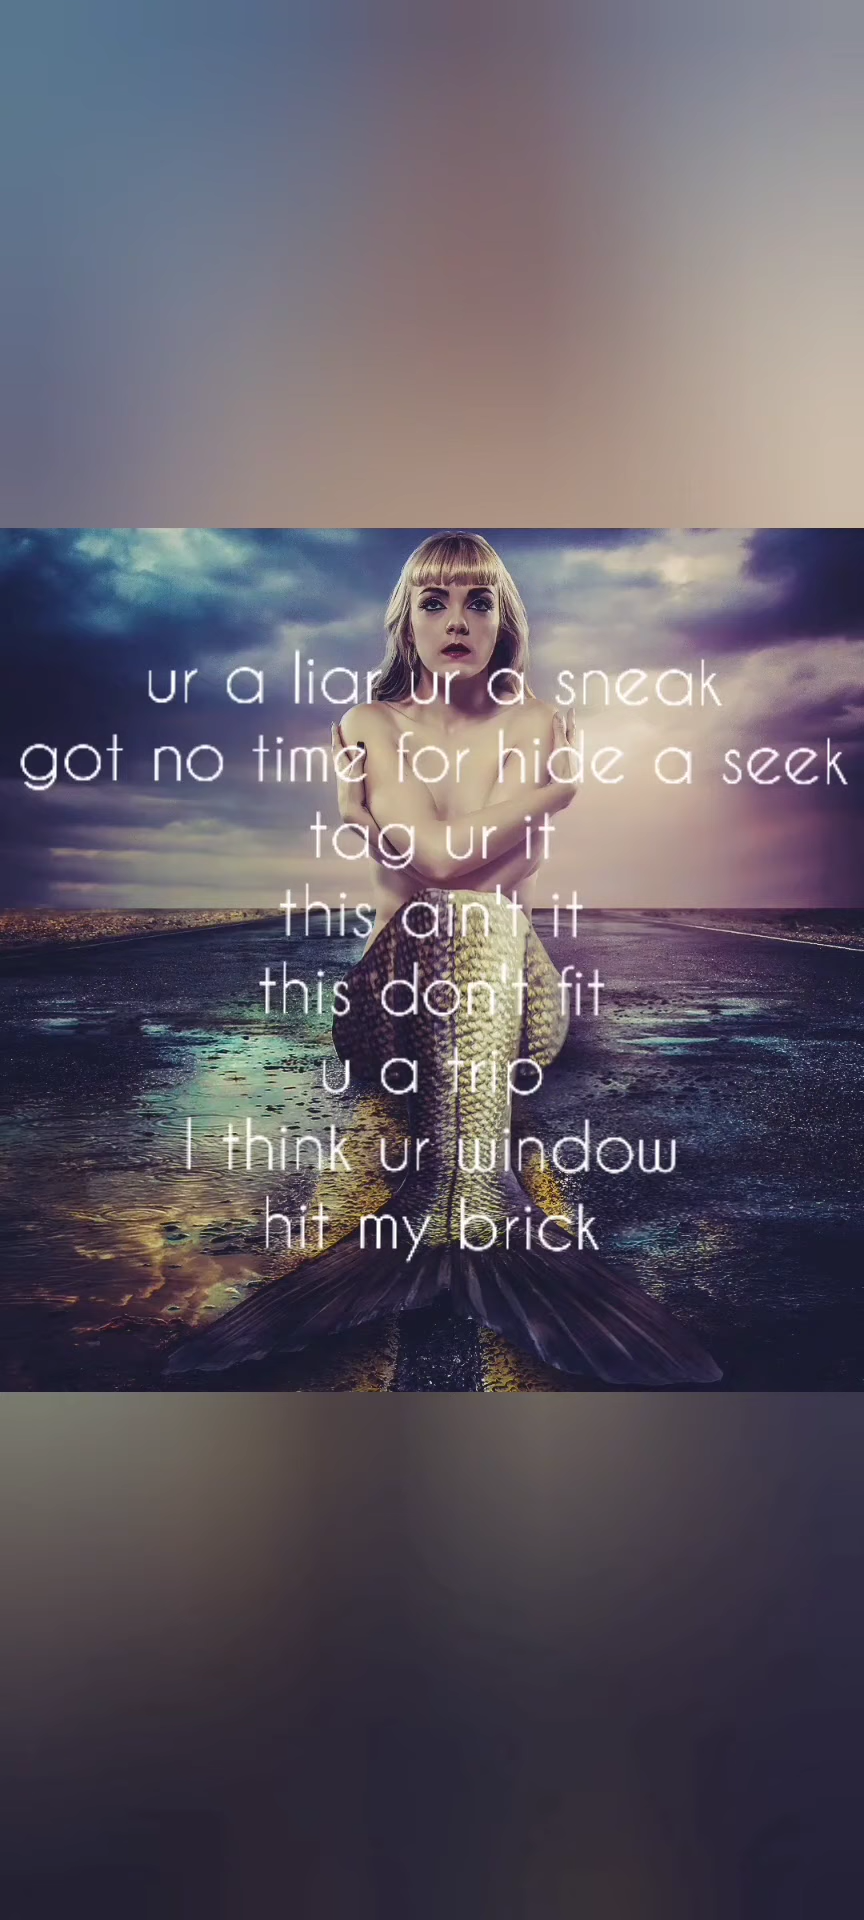 ur a liar ur a sneak
got no time for hide a seek
tag ur it
this ain't it
this don't fit
u a trip
I think ur window
hit my brick